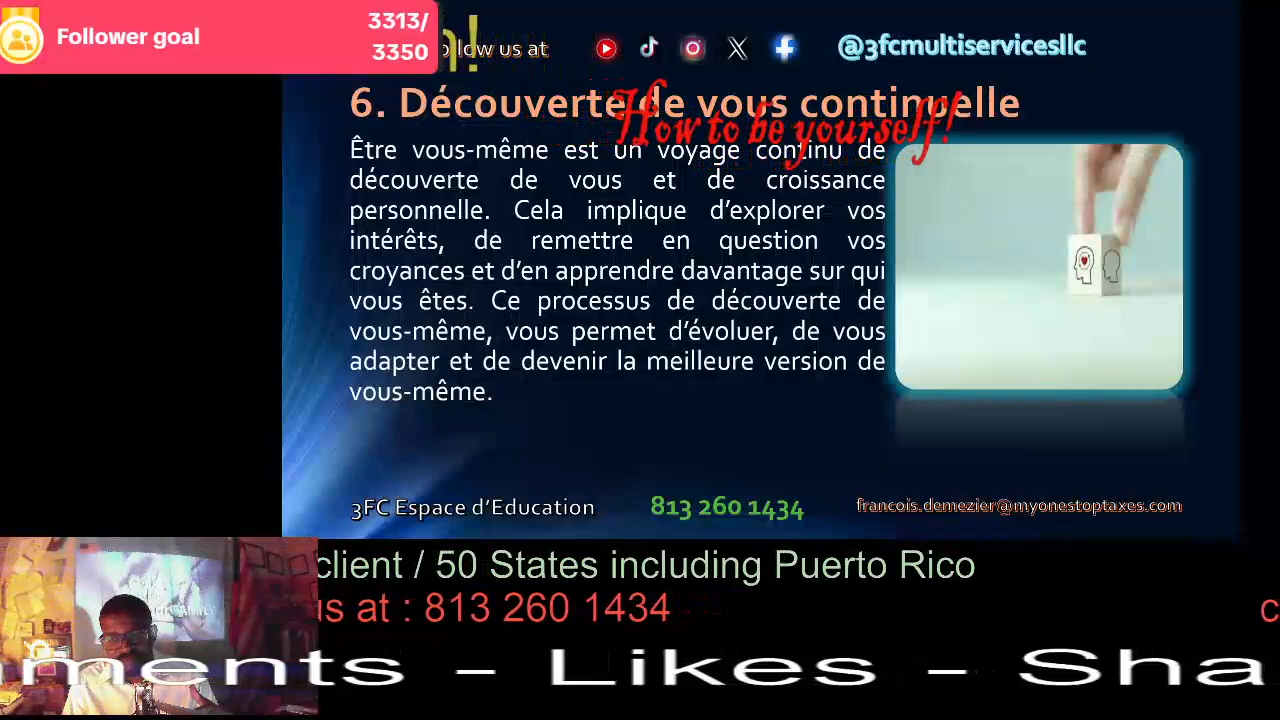 Follower goal
3313/
3350
ollow us at
@3fcmultiservicesllc
6. Découverte de vous continuelle
How to be yourself!
Être vous-même est un voyage continu de
découverte de vous et de croissance
personnelle. Cela implique d'explorer vos
intérêts, de remettre en question vos
croyances et d'en apprendre davantage sur qui
vous êtes. Ce processus de découverte de
vous-même, vous permet d'évoluer, de vous
adapter et de devenir la meilleure version de
vous-même.
3FC Espace d'Education
813 260 1434
francois.demezier@myonestoptaxes.com
client / 50 States including Puerto Rico
us at : 813 260 1434
ments - Likes - Sha